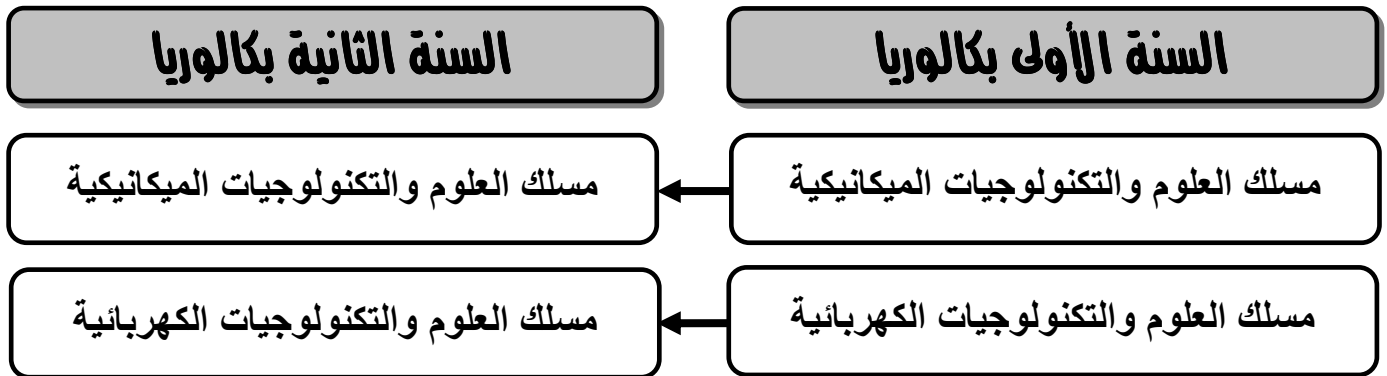 السنة الأولى بكالوريا
السنة الثانية بكالوريا
مسلك العلوم والتكنولوجيات الميكانيكية
مسلك العلوم والتكنولوجيات الميكانيكية
مسلك العلوم والتكنولوجيات الكهربائية
مسلك العلوم والتكنولوجيات الكهربائية